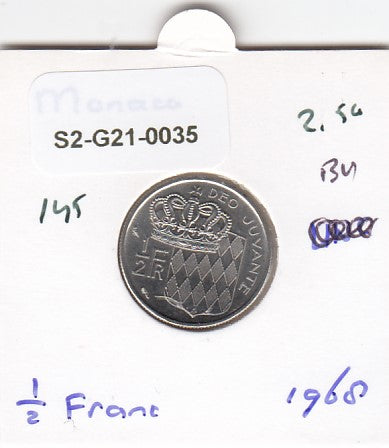 Monaco
S2-G21-0035
2,50
BU
145
DEO JUVANTE
1/2 FR
1/2 Franc
1968